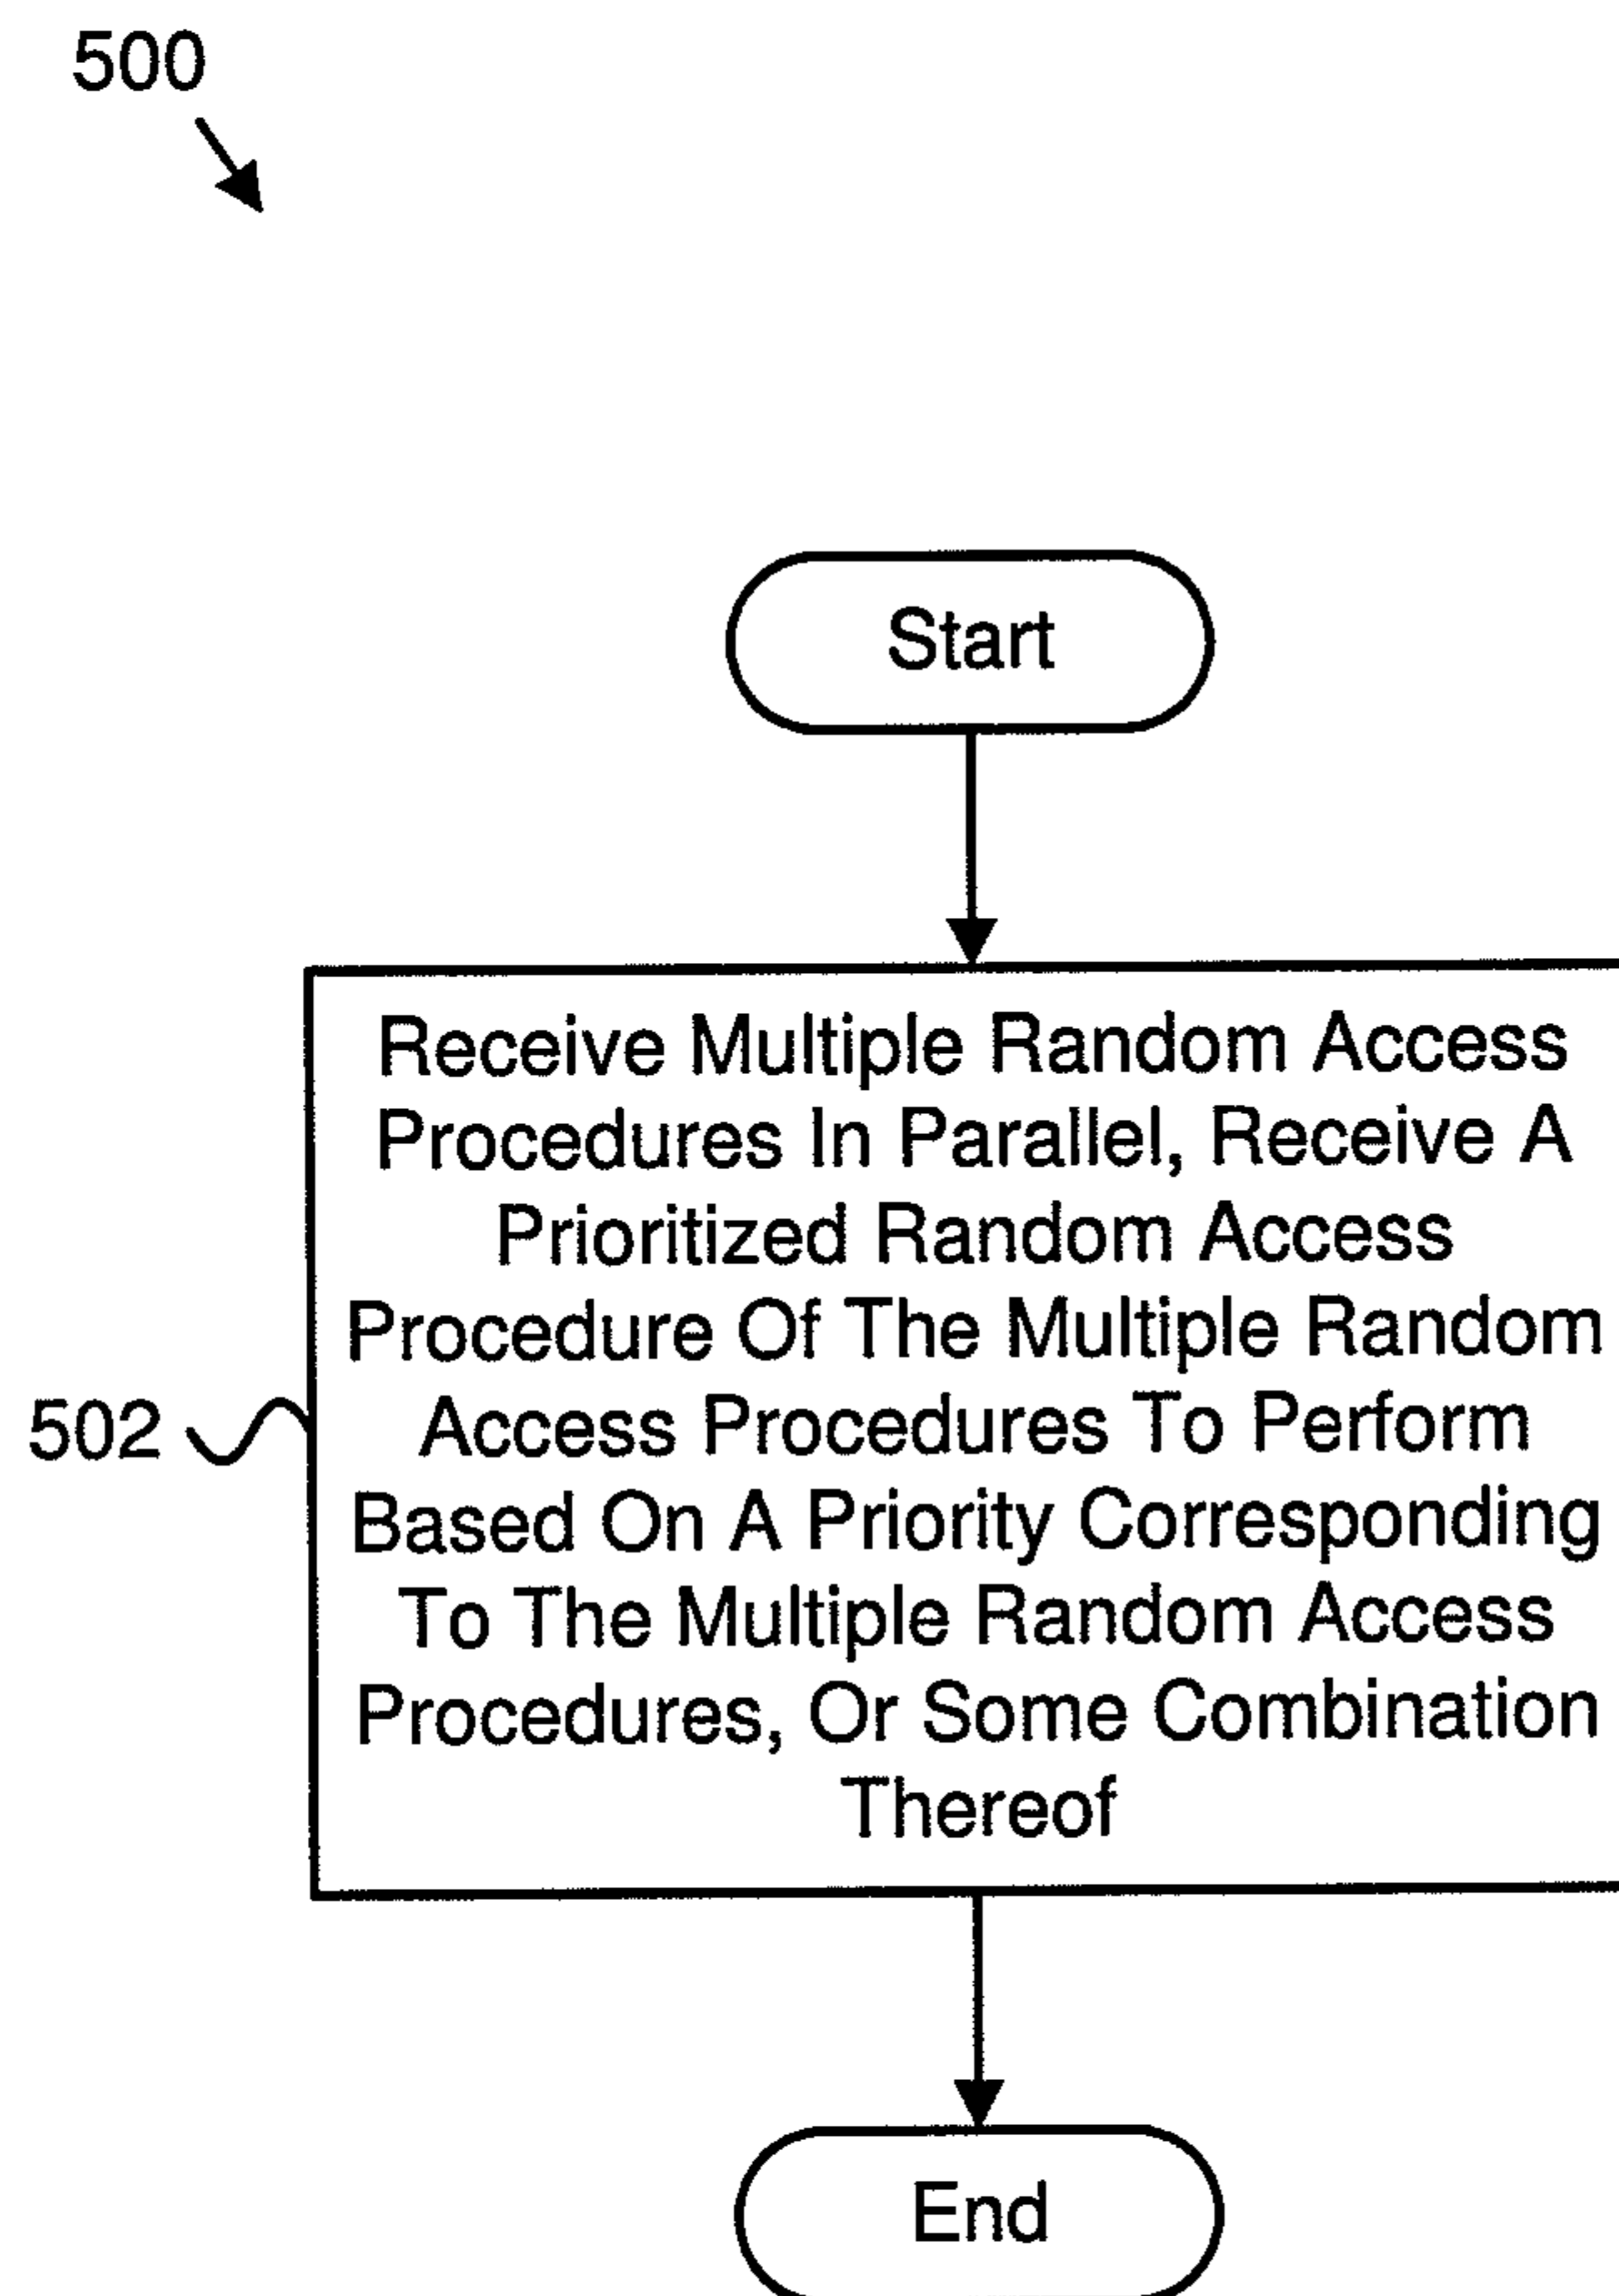 500
Start
Receive Multiple Random Access
Procedures In Parallel, Receive A
Prioritized Random Access
Procedure Of The Multiple Random
Access Procedures To Perform
Based On A Priority Corresponding
To The Multiple Random Access
Procedures, Or Some Combination
Thereof
502
End